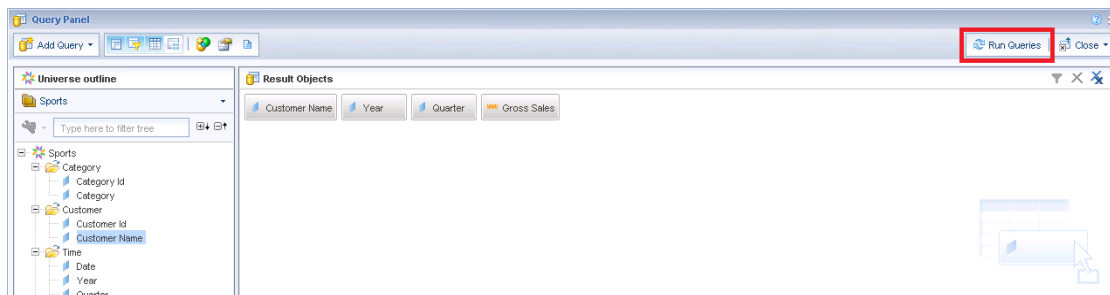 Query Panel
Add Query
Run Queries
Close
Universe outline
Result Objects
Sports
Customer Name
Year
Quarter
Gross Sales
Type here to filter tree
Sports
Category
Category Id
Category
Customer
Customer Id
Customer Name
Time
Date
Year
Quarter